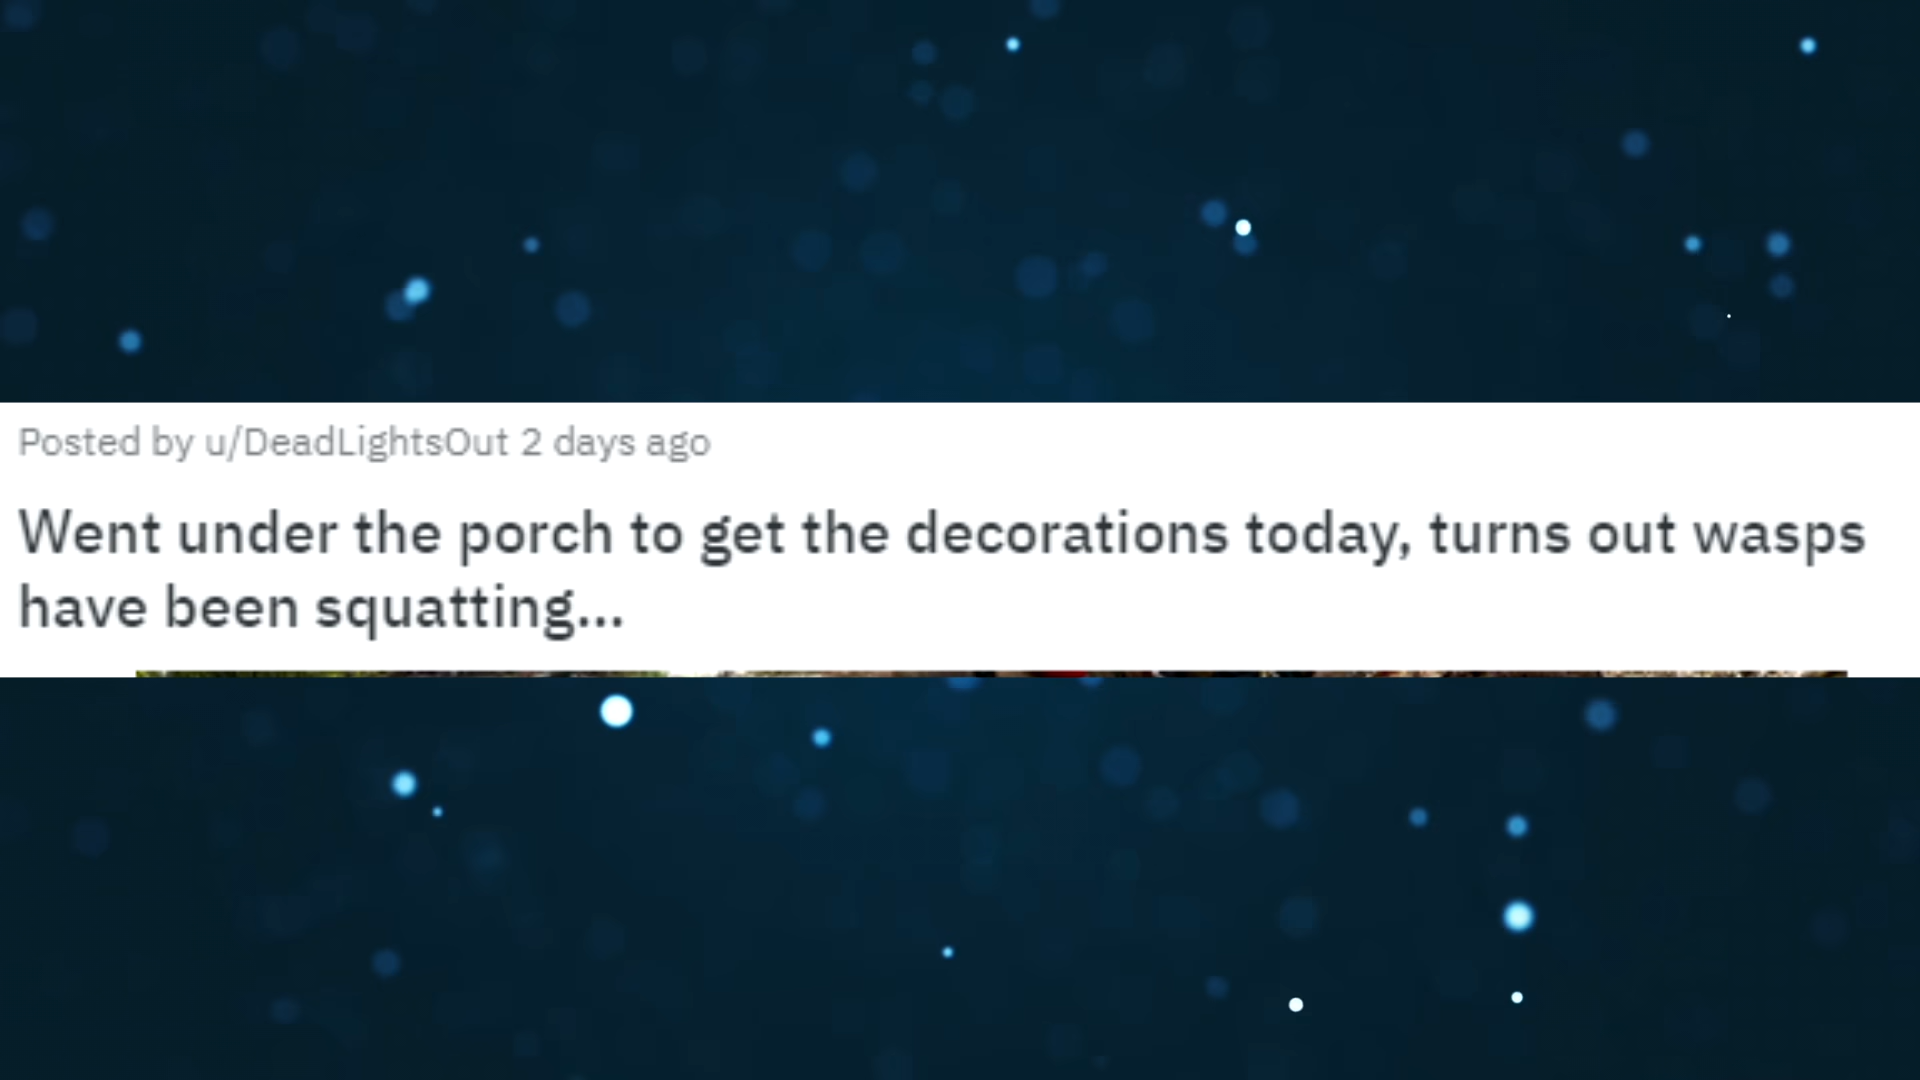 Posted by u/DeadLightsOut 2 days ago
Went under the porch to get the decorations today, turns out wasps
have been squatting...